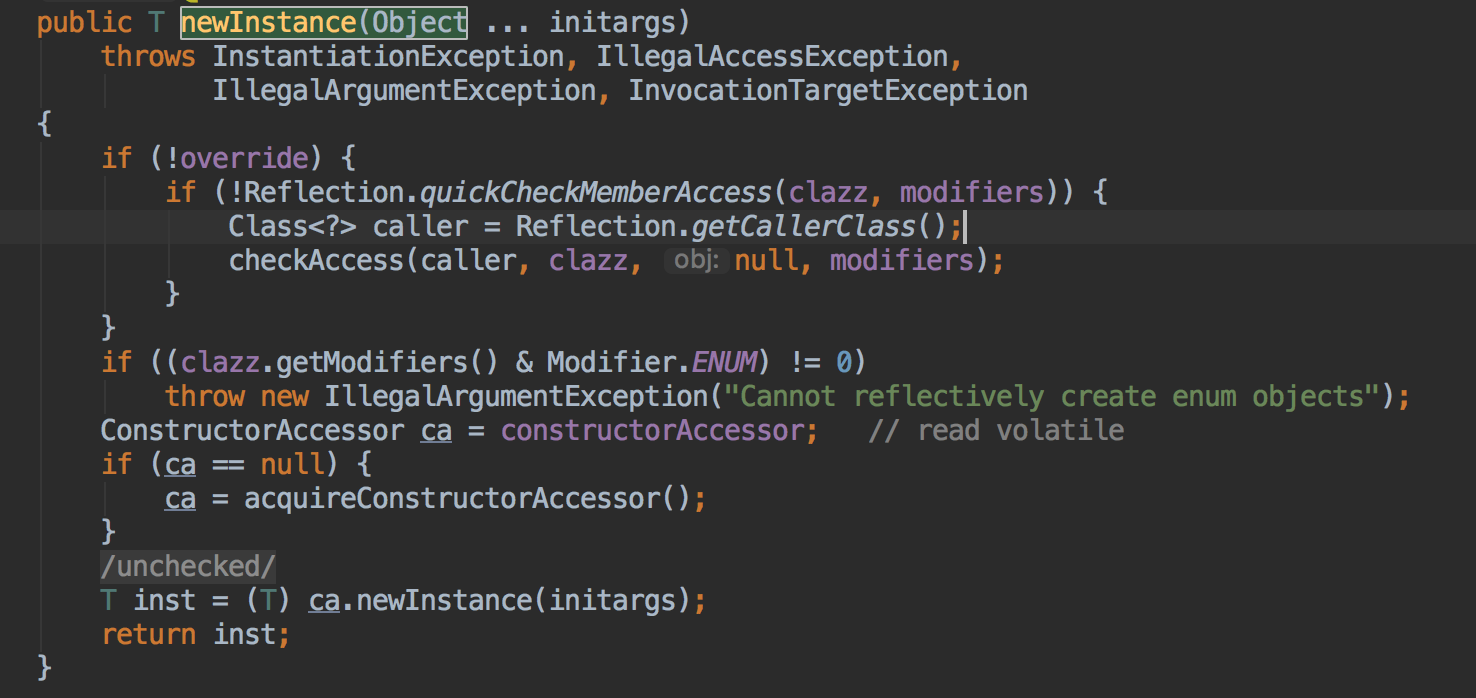 public T newInstance(Object ... initargs)
    throws InstantiationException, IllegalAccessException,
           IllegalArgumentException, InvocationTargetException
{
    if (!override) {
        if (!Reflection.quickCheckMemberAccess(clazz, modifiers)) {
            Class<?> caller = Reflection.getCallerClass();
            checkAccess(caller, clazz, obj: null, modifiers);
        }
    }
    if ((clazz.getModifiers() & Modifier.ENUM) != 0)
        throw new IllegalArgumentException("Cannot reflectively create enum objects");
    ConstructorAccessor ca = constructorAccessor;   // read volatile
    if (ca == null) {
        ca = acquireConstructorAccessor();
    }
    /unchecked/
    T inst = (T) ca.newInstance(initargs);
    return inst;
}